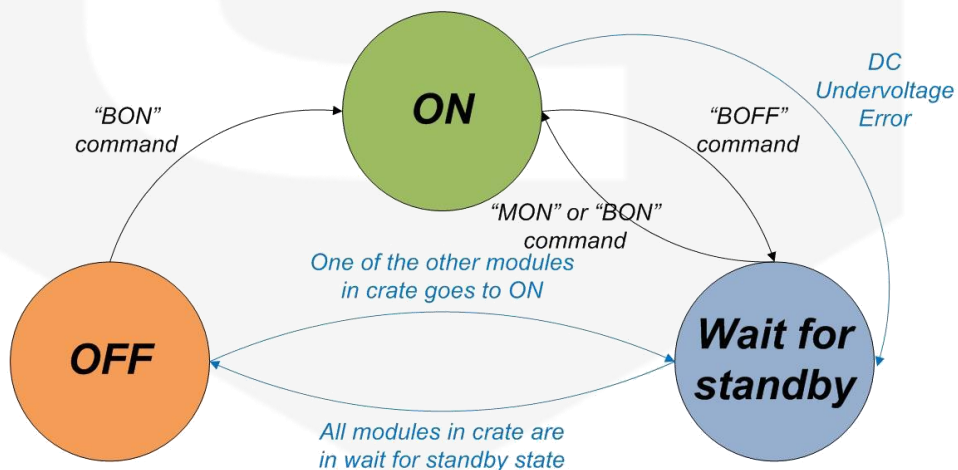 ON
DC
Undervoltage
Error
“BON”
command
“BOFF”
command
“MON” or “BON”
command
One of the other modules
in crate goes to ON
OFF
Wait for
standby
All modules in crate are
in wait for standby state